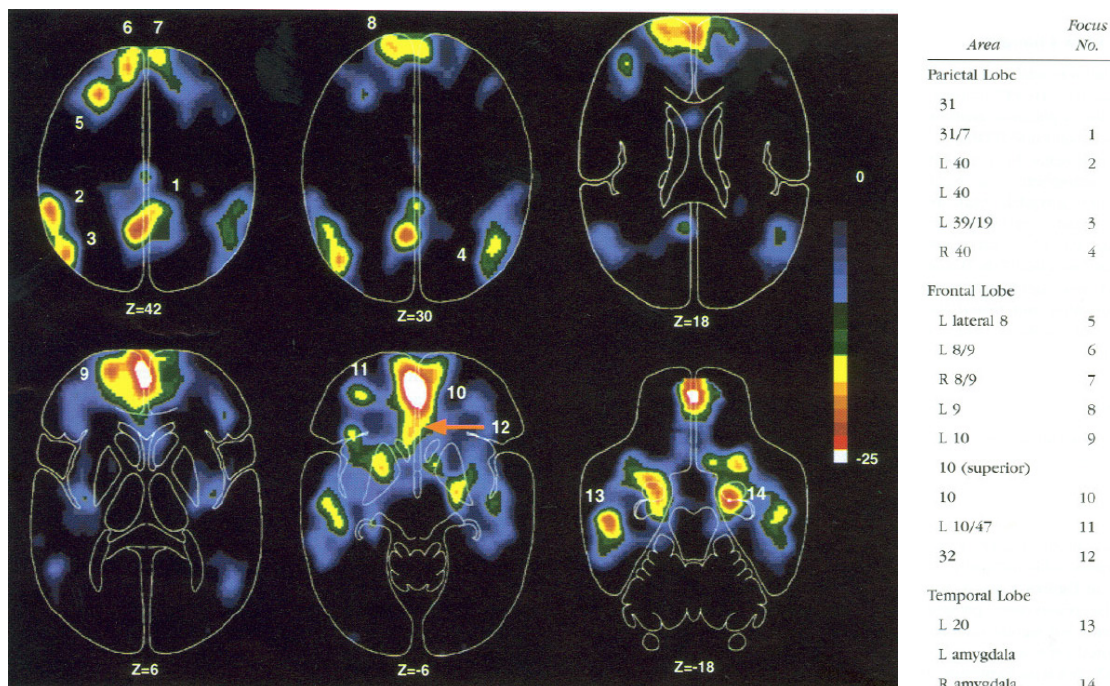 6 7
8
5
2
1
3
4
0
Z=42
Z=30
Z=18
9
11
10
12
13
14
-25
Z=6
Z=-6
Z=-18
Area Focus No.
Parietal Lobe
31
31/7 1
L 40 2
L 40
L 39/19 3
R 40 4
Frontal Lobe
L lateral 8 5
L 8/9 6
R 8/9 7
L 9 8
L 10 9
10 (superior)
10 10
L 10/47 11
32 12
Temporal Lobe
L 20 13
L amygdala
R amygdala 14